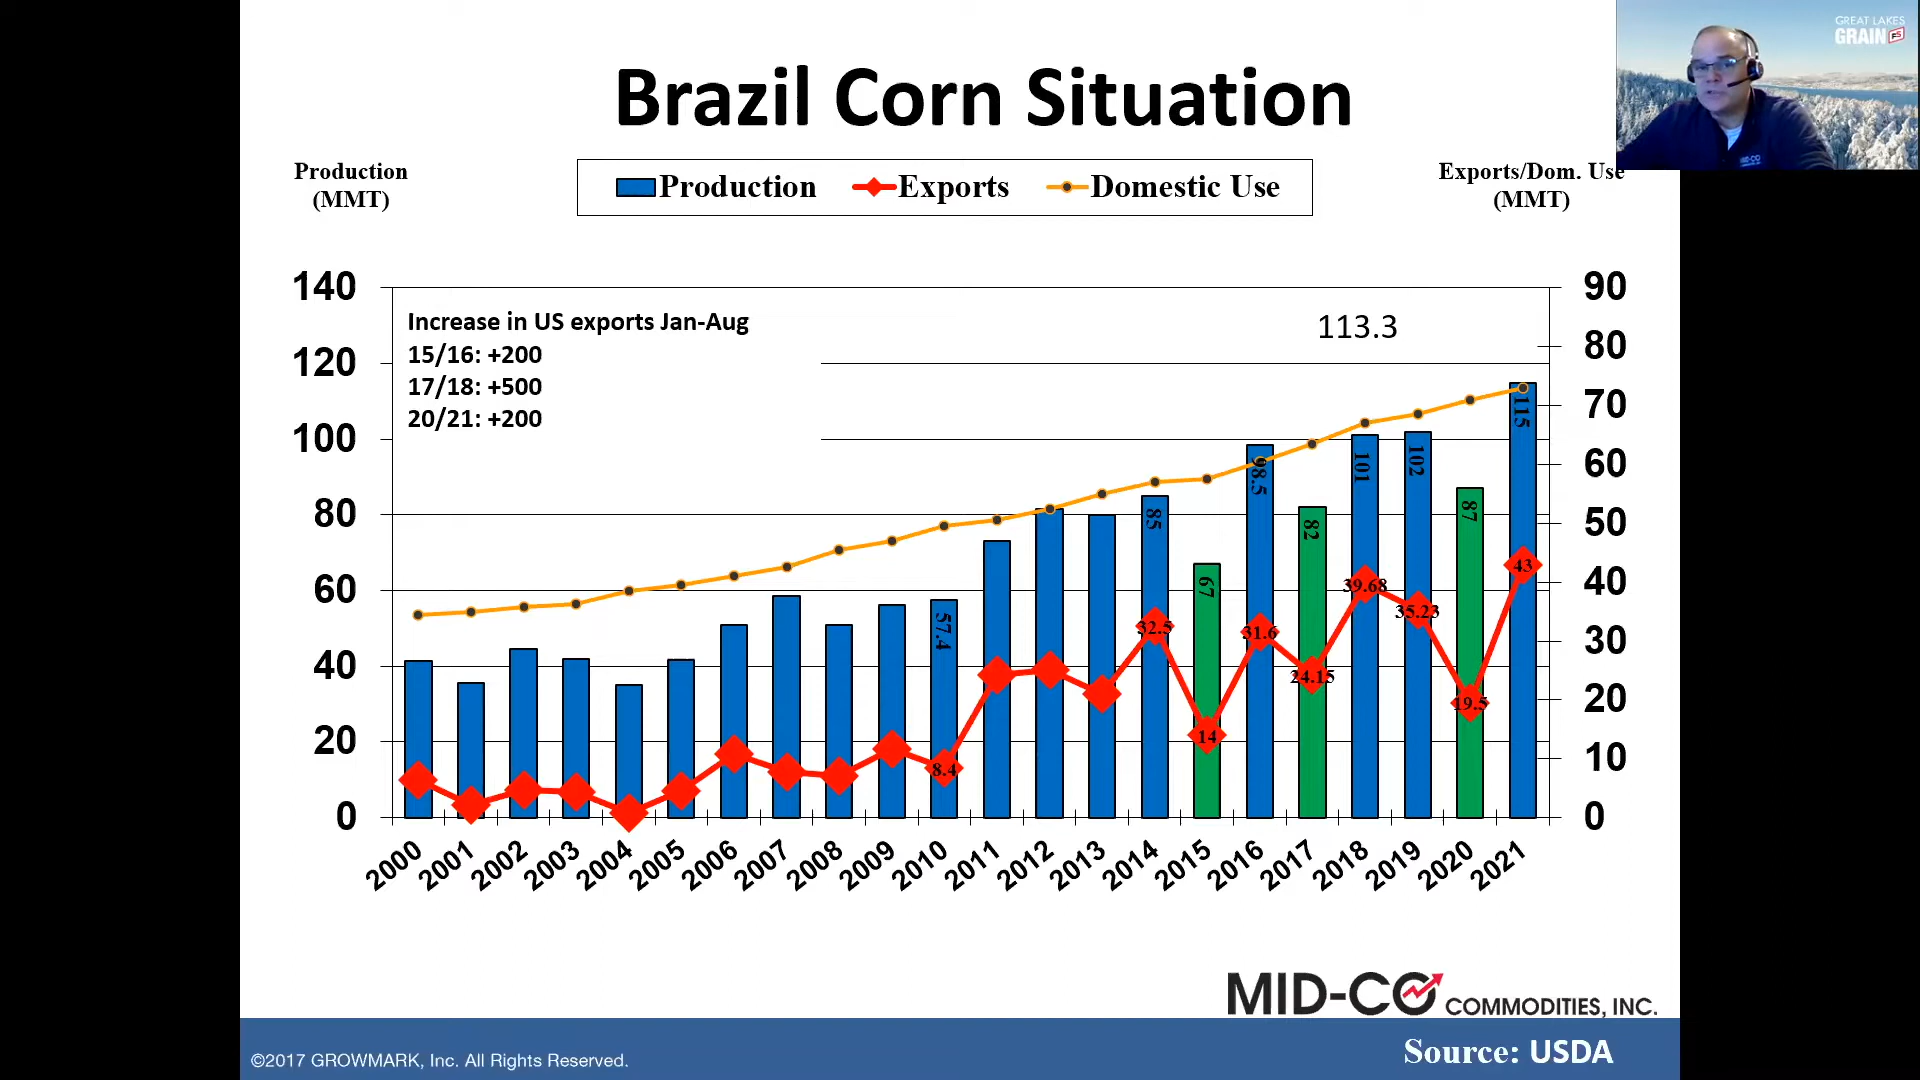 GREAT LAKES
GRAIN FS
Brazil Corn Situation
Production
(MMT)
Production Exports Domestic Use
Exports/Dom. Use
(MMT)
140
120
100
80
60
40
20
0
90
80
70
60
50
40
30
20
10
0
Increase in US exports Jan-Aug
15/16: +200
17/18: +500
20/21: +200
113.3
57.4
85
67
98.5
82
101
102
87
115
8.4
32.5
14
31.6
24.15
39.68
35.23
19.5
43
2000 2001 2002 2003 2004 2005 2006 2007 2008 2009 2010 2011 2012 2013 2014 2015 2016 2017 2018 2019 2020 2021
MID-CO COMMODITIES, INC.
©2017 GROWMARK, Inc. All Rights Reserved.
Source: USDA
MID-CO